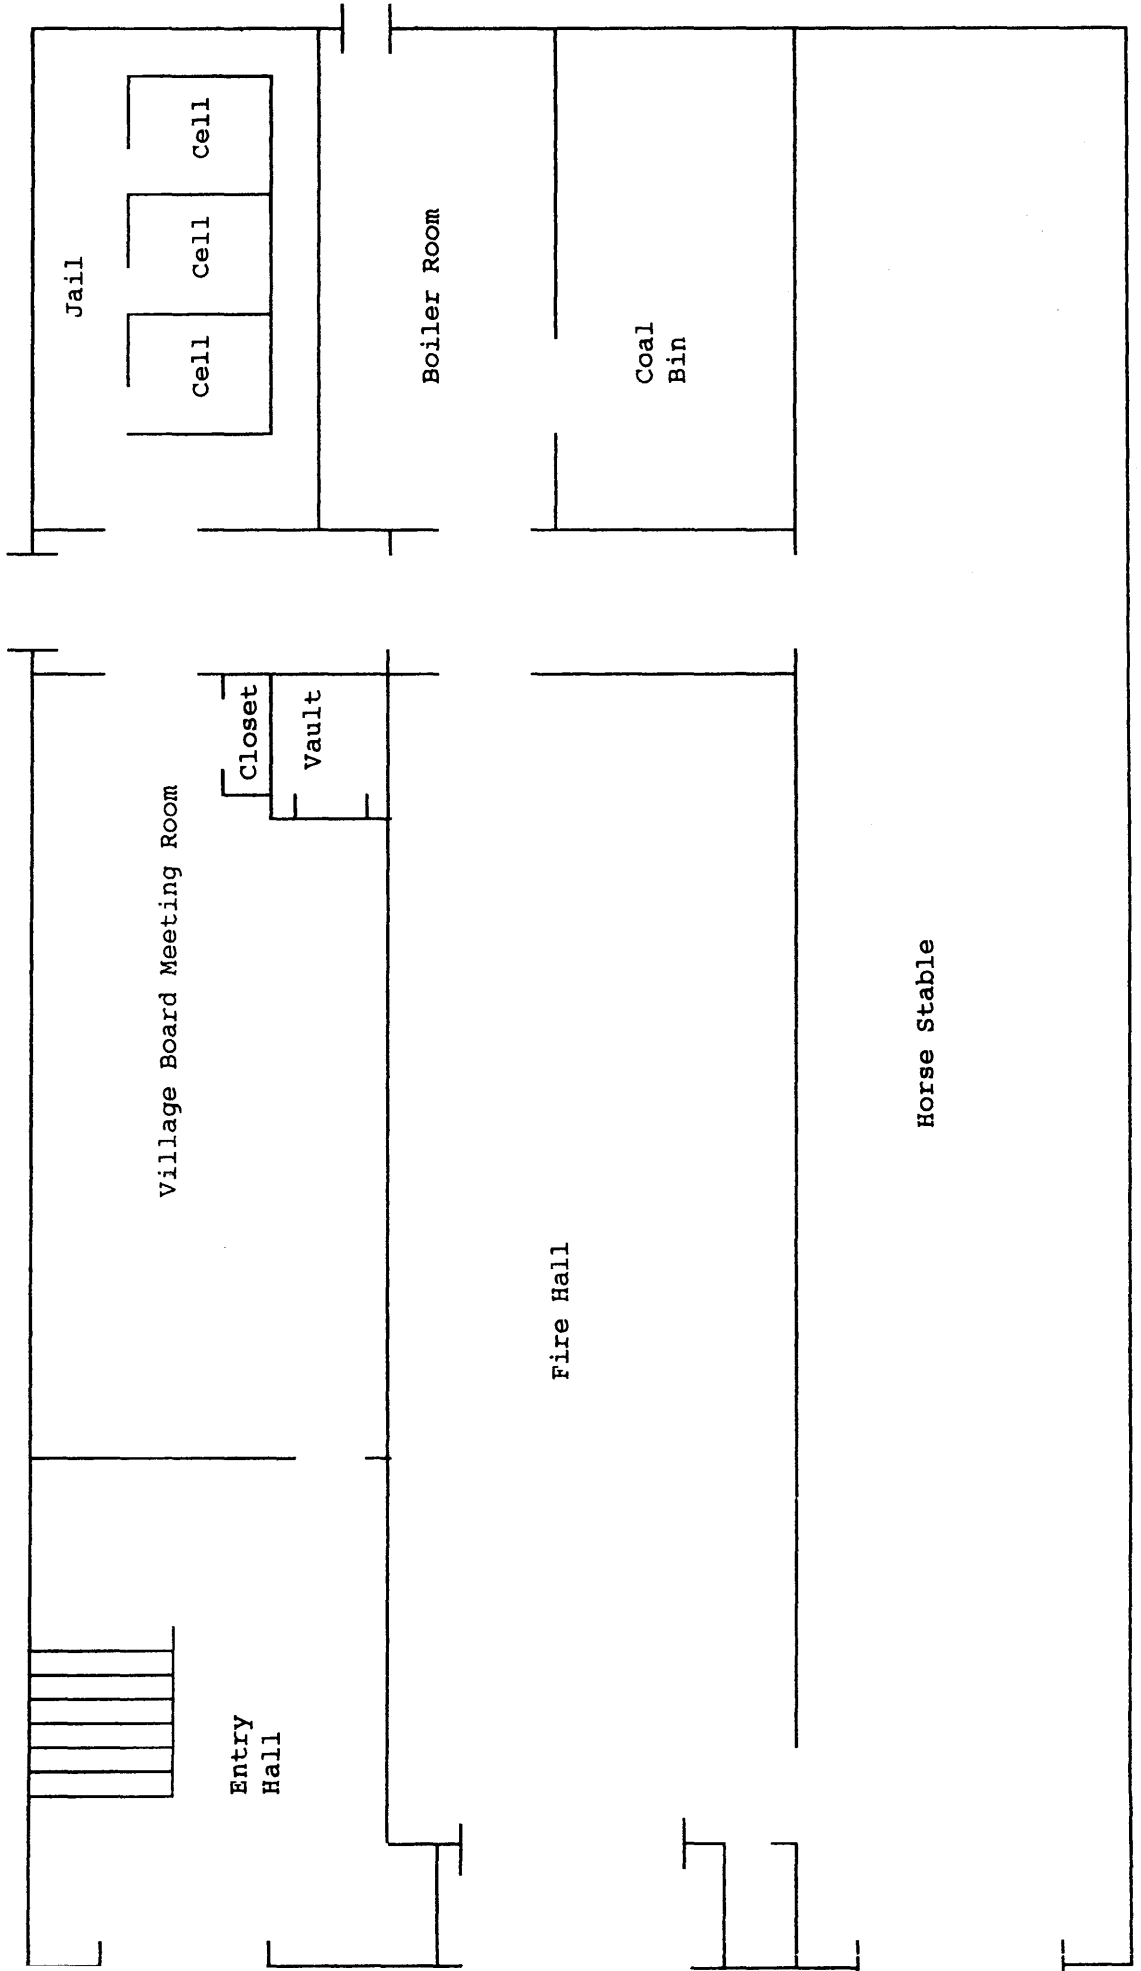 Jail
Cell
Cell
Cell
Boiler Room
Coal
Bin
Closet
Vault
Village Board Meeting Room
Horse Stable
Fire Hall
Entry
Hall